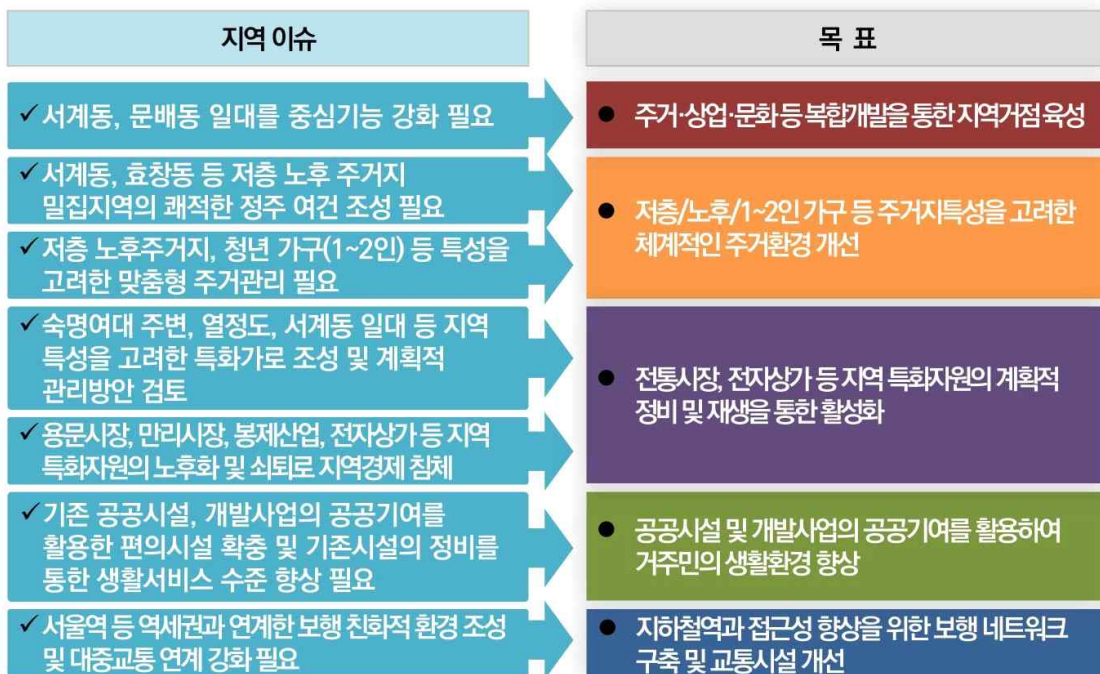 지역 이슈
목 표
✓서계동, 문배동 일대를 중심기능 강화 필요
● 주거·상업·문화 등 복합개발을 통한 지역거점 육성
✓서계동, 효창동 등 저층 노후 주거지
밀집지역의 쾌적한 정주 여건 조성 필요
✓저층 노후주거지, 청년 가구(1~2인) 등 특성을
고려한 맞춤형 주거관리 필요
● 저층/노후/1~2인 가구 등 주거지특성을 고려한
체계적인 주거환경 개선
✓숙명여대 주변, 열정도, 서계동 일대 등 지역
특성을 고려한 특화가로 조성 및 계획적
관리방안 검토
✓용문시장, 만리시장, 봉제산업, 전자상가 등 지역
특화자원의 노후화 및 쇠퇴로 지역경제 침체
● 전통시장, 전자상가 등 지역 특화자원의 계획적
정비 및 재생을 통한 활성화
✓기존 공공시설, 개발사업의 공공기여를
활용한 편의시설 확충 및 기존시설의 정비를
통한 생활서비스 수준 향상 필요
● 공공시설 및 개발사업의 공공기여를 활용하여
거주민의 생활환경 향상
✓서울역 등 역세권과 연계한 보행 친화적 환경 조성
및 대중교통 연계 강화 필요
● 지하철역과 접근성 향상을 위한 보행 네트워크
구축 및 교통시설 개선